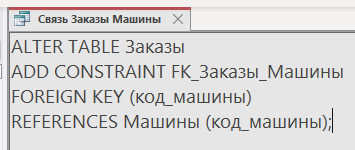 Связь Заказы Машины
ALTER TABLE Заказы
ADD CONSTRAINT FK_Заказы_Машины
FOREIGN KEY (код_машины)
REFERENCES Машины (код_машины);